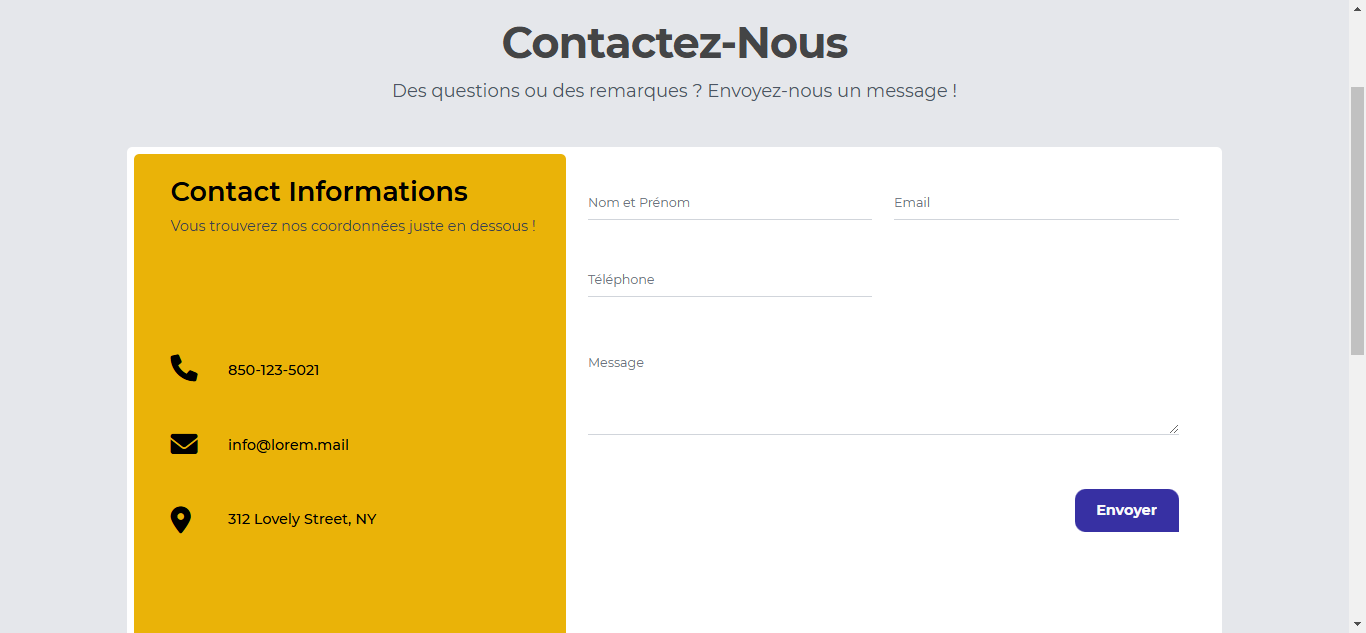 Contactez-Nous
Des questions ou des remarques ? Envoyez-nous un message !
Contact Informations
Vous trouverez nos coordonnées juste en dessous !
850-123-5021
info@lorem.mail
312 Lovely Street, NY
Nom et Prénom
Email
Téléphone
Message
Envoyer